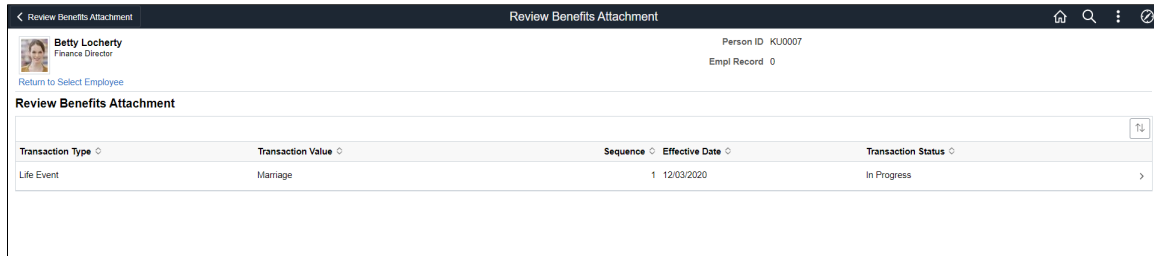 Review Benefits Attachment
Review Benefits Attachment
Betty Locherty
Finance Director
Person ID KU0007
Empl Record 0
Return to Select Employee
Review Benefits Attachment
Transaction Type Transaction Value Sequence Effective Date Transaction Status
Life Event Marriage 1 12/03/2020 In Progress